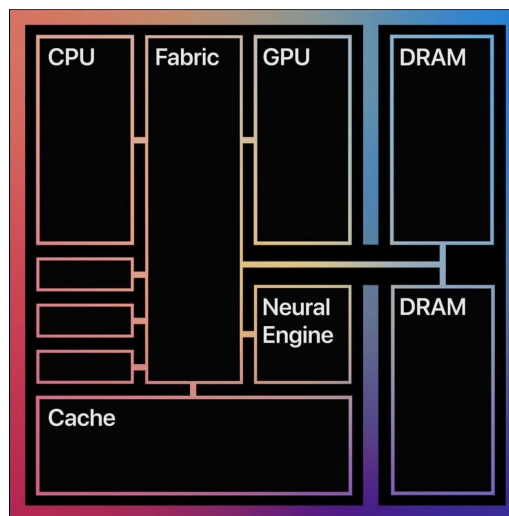 CPU
Fabric
GPU
DRAM
Neural
Engine
DRAM
Cache